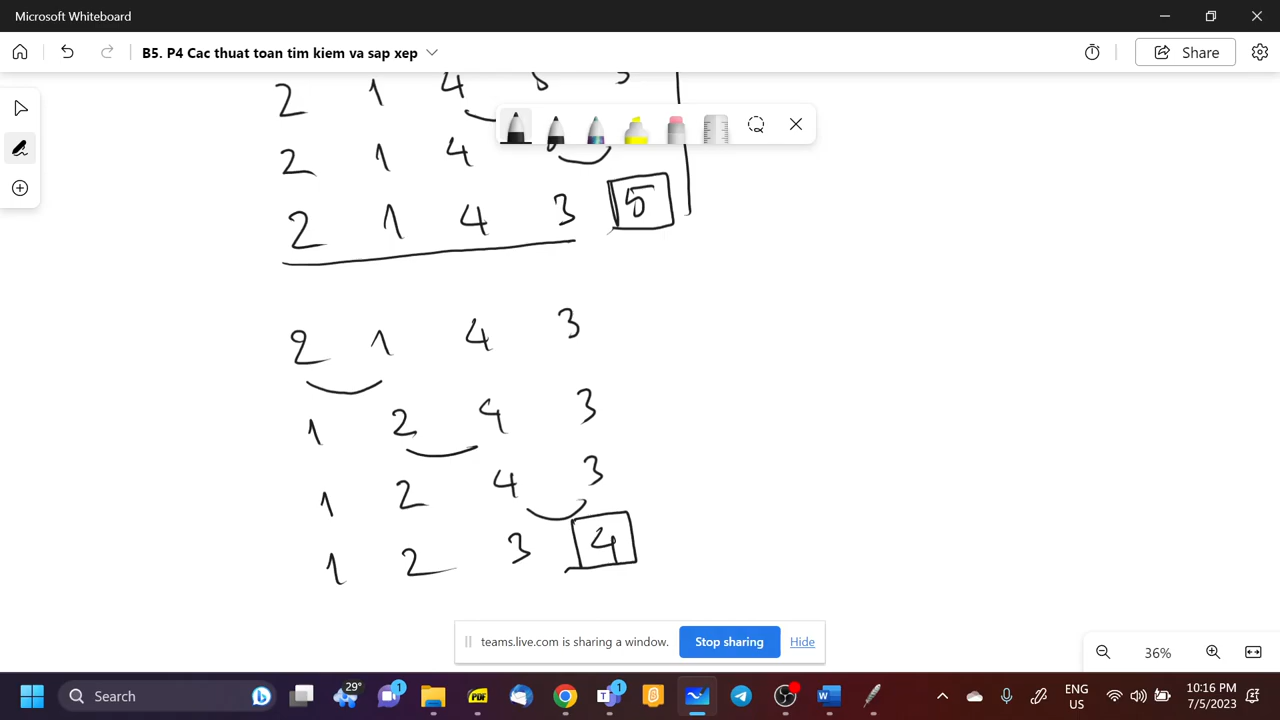 Microsoft Whiteboard
B5. P4 Cac thuat toan tim kiem va sap xep
Share
2 1 4
2 1 4
2 1 4 3 5
2 1 4 3
1 2 4 3
1 2 4 3
1 2 3 4
teams.live.com is sharing a window. Stop sharing Hide
36%
Search 29° 1 PDF 1 ENG US 10:16 PM 7/5/2023